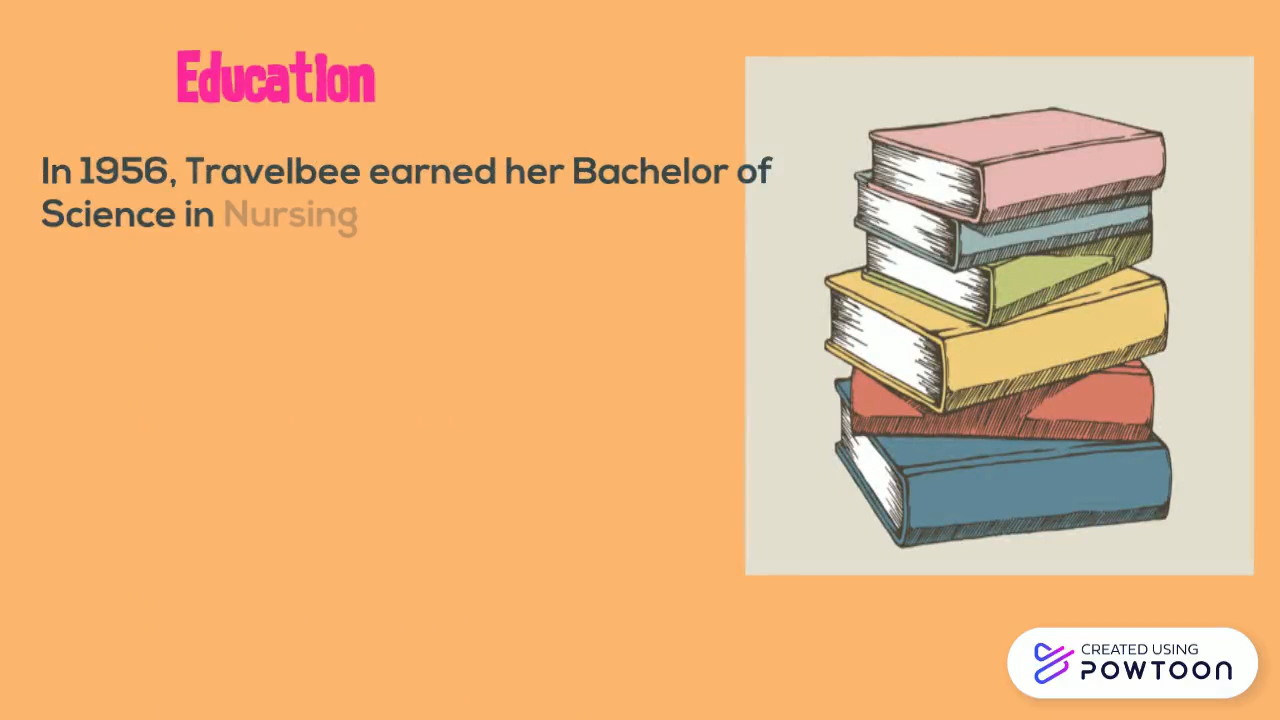 Education
In 1956, Travelbee earned her Bachelor of
Science in Nursing
CREATED USING
POWTOON